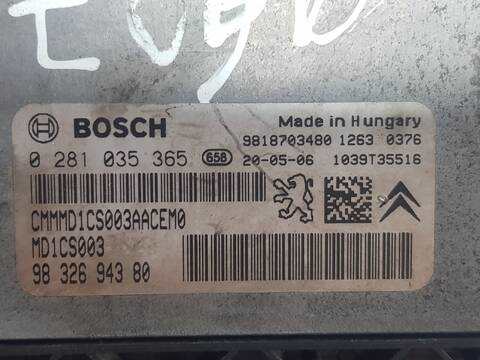 BOSCH
Made in Hungary
9818703480 1263 0376
0 281 035 365 658
20-05-06 1039T35516
CMMMD1CS003AACEM0
MD1CS003
98 326 943 80